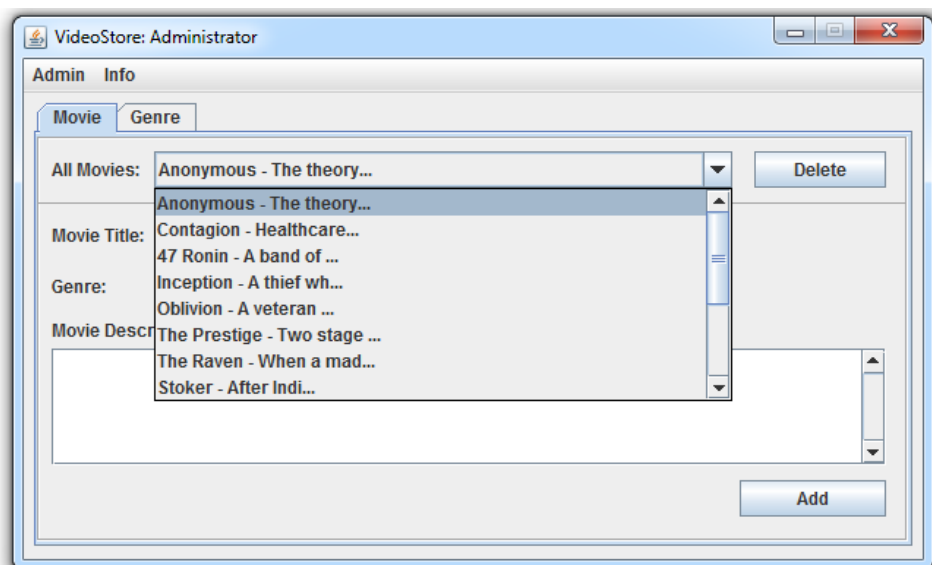 VideoStore: Administrator
Admin Info
Movie Genre
All Movies: Anonymous - The theory... Delete
Anonymous - The theory...
Movie Title: Contagion - Healthcare...
47 Ronin - A band of ...
Genre: Inception - A thief wh...
Oblivion - A veteran ...
Movie Descr The Prestige - Two stage ...
The Raven - When a mad...
Stoker - After Indi...
Add